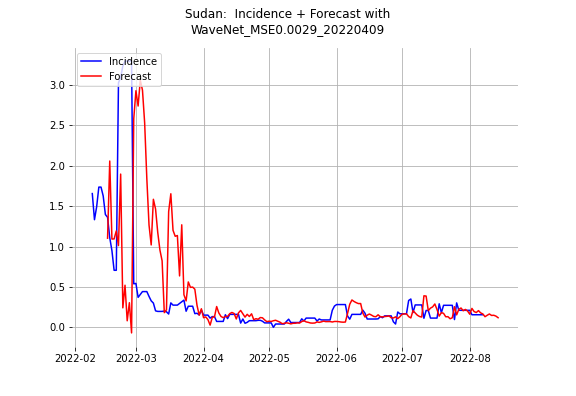 Sudan:  Incidence + Forecast with
WaveNet_MSE0.0029_20220409
Incidence
Forecast
3.0
2.5
2.0
1.5
1.0
0.5
0.0
2022-02 2022-03 2022-04 2022-05 2022-06 2022-07 2022-08